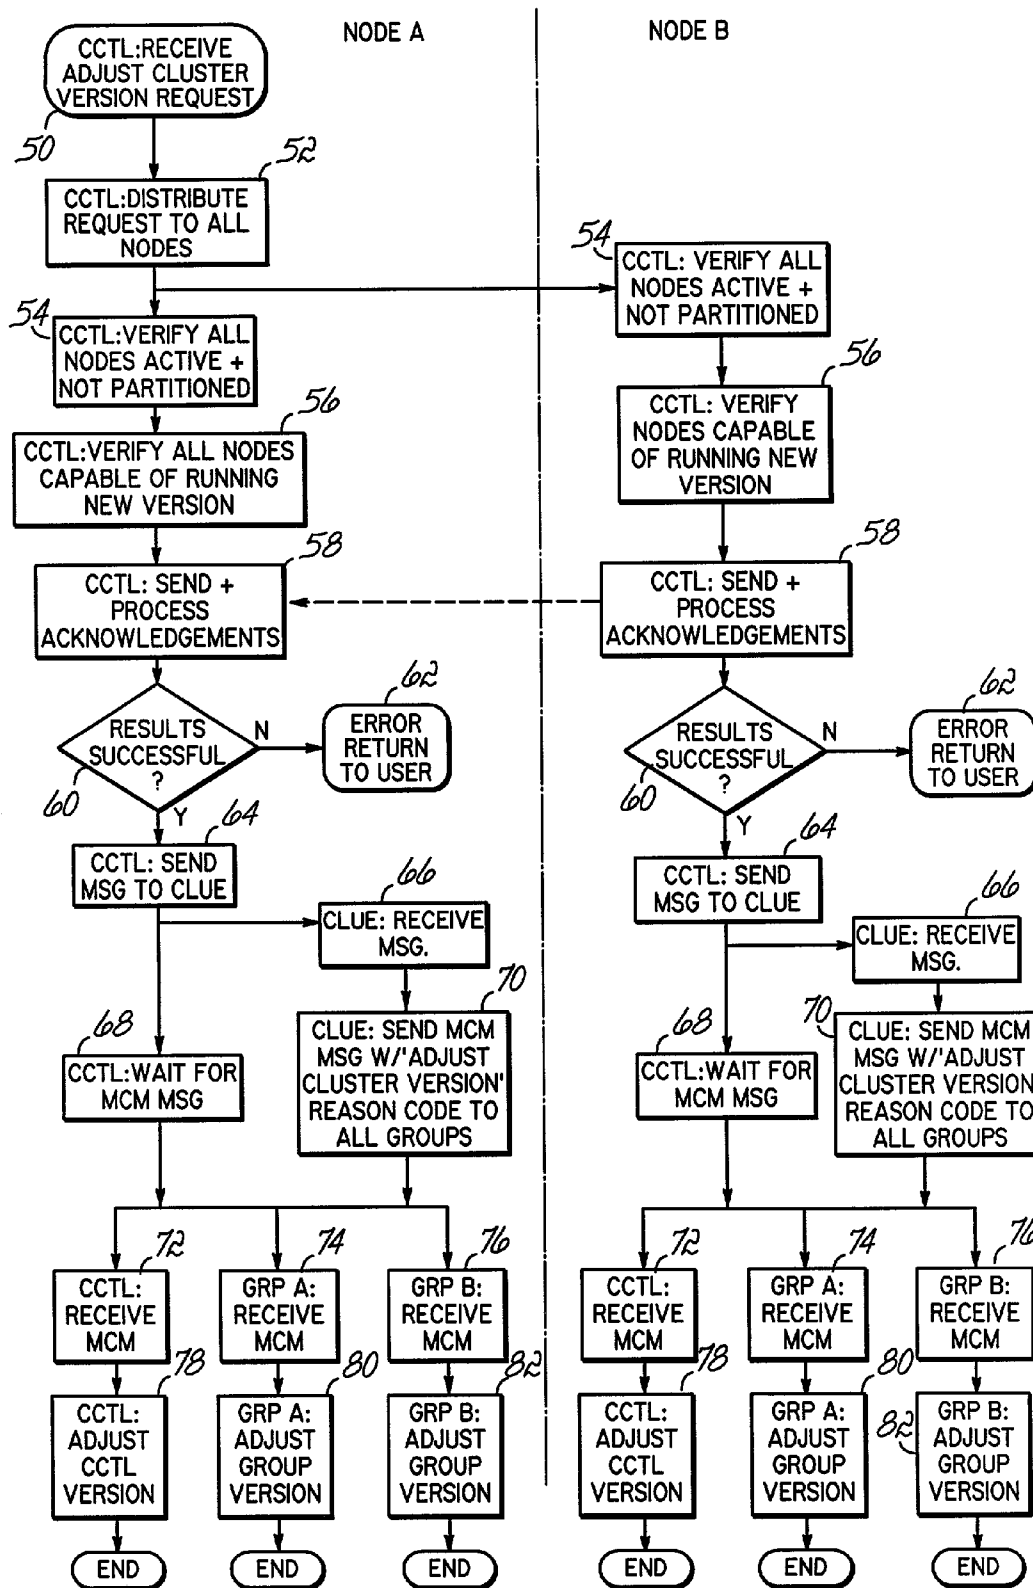 NODE A
NODE B
CCTL:RECEIVE
ADJUST CLUSTER
VERSION REQUEST
50
52
CCTL:DISTRIBUTE
REQUEST TO ALL
NODES
54
CCTL:VERIFY ALL
NODES ACTIVE +
NOT PARTITIONED
56
CCTL:VERIFY ALL NODES
CAPABLE OF RUNNING
NEW VERSION
58
CCTL: SEND +
PROCESS
ACKNOWLEDGEMENTS
RESULTS
SUCCESSFUL
?
60
N
Y
62
ERROR
RETURN
TO USER
64
CCTL: SEND
MSG TO CLUE
66
CLUE: RECEIVE
MSG.
68
CCTL:WAIT FOR
MCM MSG
70
CLUE: SEND MCM
MSG W/'ADJUST
CLUSTER VERSION'
REASON CODE TO
ALL GROUPS
72
CCTL:
RECEIVE
MCM
74
GRP A:
RECEIVE
MCM
76
GRP B:
RECEIVE
MCM
78
CCTL:
ADJUST
CCTL
VERSION
80
GRP A:
ADJUST
GROUP
VERSION
82
GRP B:
ADJUST
GROUP
VERSION
END
END
END
54
CCTL: VERIFY ALL
NODES ACTIVE +
NOT PARTITIONED
56
CCTL: VERIFY
NODES CAPABLE
OF RUNNING NEW
VERSION
58
CCTL: SEND +
PROCESS
ACKNOWLEDGEMENTS
RESULTS
SUCCESSFUL
?
60
N
Y
62
ERROR
RETURN
TO USER
64
CCTL: SEND
MSG TO CLUE
66
CLUE: RECEIVE
MSG.
68
CCTL:WAIT FOR
MCM MSG
70
CLUE: SEND MCM
MSG W/'ADJUST
CLUSTER VERSION'
REASON CODE TO
ALL GROUPS
72
CCTL:
RECEIVE
MCM
74
GRP A:
RECEIVE
MCM
76
GRP B:
RECEIVE
MCM
78
CCTL:
ADJUST
CCTL
VERSION
80
GRP A:
ADJUST
GROUP
VERSION
82
GRP B:
ADJUST
GROUP
VERSION
END
END
END